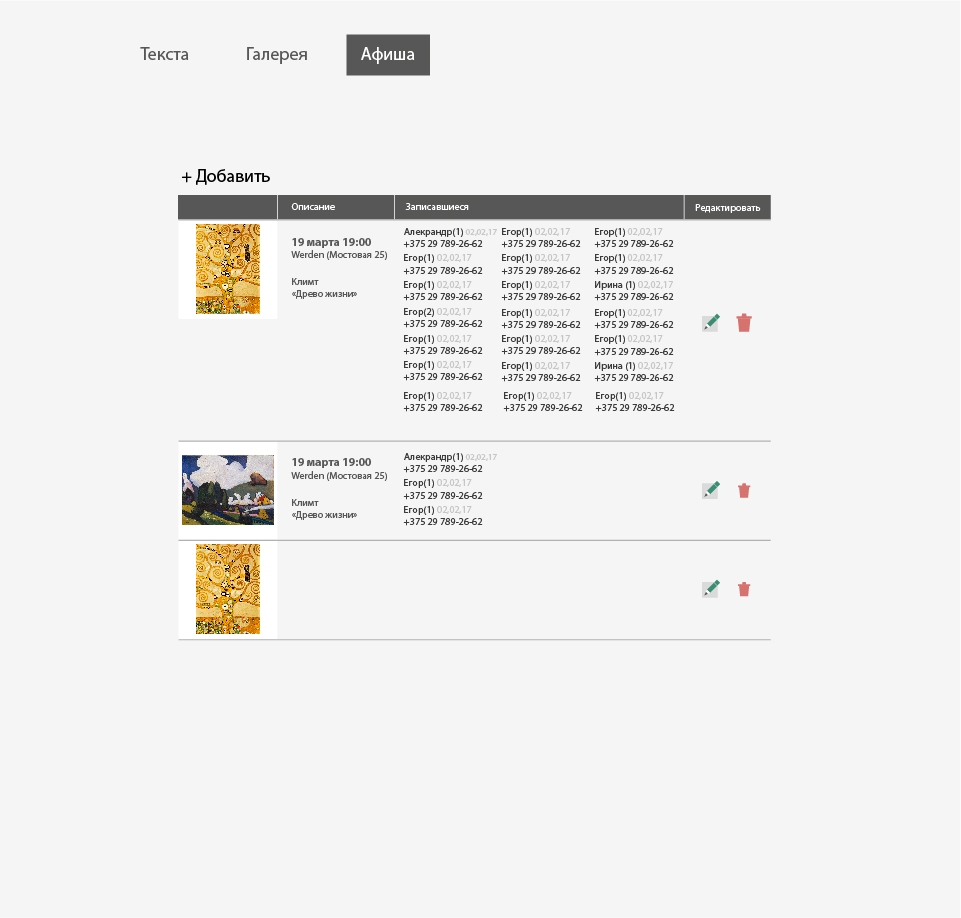 Текста Галерея Афиша
+ Добавить
Описание Записавшиеся Редактировать
19 марта 19:00
Werden (Мостовая 25)
Климт
«Древо жизни»
Алекрандр(1) 02,02,17 Егор(1) 02,02,17 Егор(1) 02,02,17
+375 29 789-26-62 +375 29 789-26-62 +375 29 789-26-62
Егор(1) 02,02,17 Егор(1) 02,02,17 Егор(1) 02,02,17
+375 29 789-26-62 +375 29 789-26-62 +375 29 789-26-62
Егор(1) 02,02,17 Егор(1) 02,02,17 Ирина (1) 02,02,17
+375 29 789-26-62 +375 29 789-26-62 +375 29 789-26-62
Егор(2) 02,02,17 Егор(1) 02,02,17 Егор(1) 02,02,17
+375 29 789-26-62 +375 29 789-26-62 +375 29 789-26-62
Егор(1) 02,02,17 Егор(1) 02,02,17 Егор(1) 02,02,17
+375 29 789-26-62 +375 29 789-26-62 +375 29 789-26-62
Егор(1) 02,02,17 Егор(1) 02,02,17 Ирина (1) 02,02,17
+375 29 789-26-62 +375 29 789-26-62 +375 29 789-26-62
Егор(1) 02,02,17 Егор(1) 02,02,17 Егор(1) 02,02,17
+375 29 789-26-62 +375 29 789-26-62 +375 29 789-26-62
19 марта 19:00
Werden (Мостовая 25)
Климт
«Древо жизни»
Алекрандр(1) 02,02,17
+375 29 789-26-62
Егор(1) 02,02,17
+375 29 789-26-62
Егор(1) 02,02,17
+375 29 789-26-62